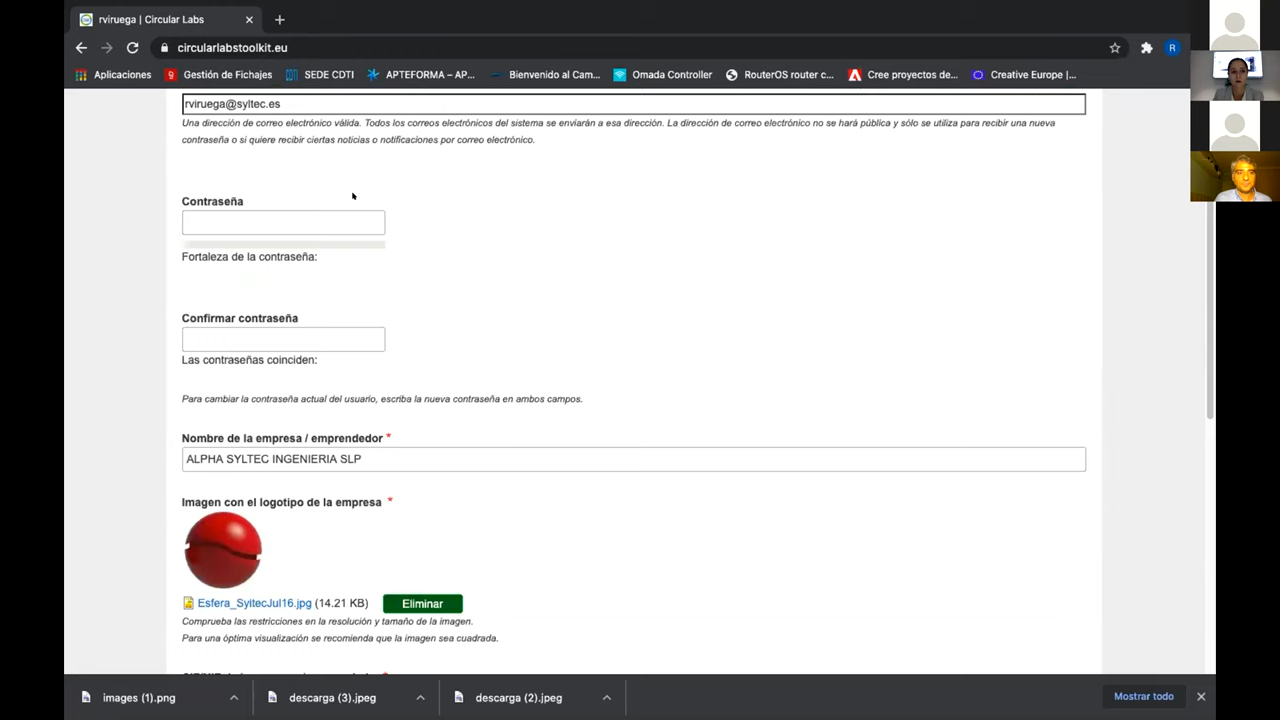 rviruega | Circular Labs
circularlabstoolkit.eu
R
Aplicaciones
Gestión de Fichajes
SEDE CDTI
APTEFORMA – AP...
Bienvenido al Cam...
Omada Controller
RouterOS router c...
Cree proyectos de...
Creative Europe |...
rviruega@syltec.es
Una dirección de correo electrónico válida. Todos los correos electrónicos del sistema se enviarán a esa dirección. La dirección de correo electrónico no se hará pública y sólo se utiliza para recibir una nueva
contraseña o si quiere recibir ciertas noticias o notificaciones por correo electrónico.
Contraseña
Fortaleza de la contraseña:
Confirmar contraseña
Las contraseñas coinciden:
Para cambiar la contraseña actual del usuario, escriba la nueva contraseña en ambos campos.
Nombre de la empresa / emprendedor *
ALPHA SYLTEC INGENIERIA SLP
Imagen con el logotipo de la empresa *
Esfera_SyltecJul16.jpg (14.21 KB)
Eliminar
Comprueba las restricciones en la resolución y tamaño de la imagen.
Para una óptima visualización se recomienda que la imagen sea cuadrada.
images (1).png
descarga (3).jpeg
descarga (2).jpeg
Mostrar todo